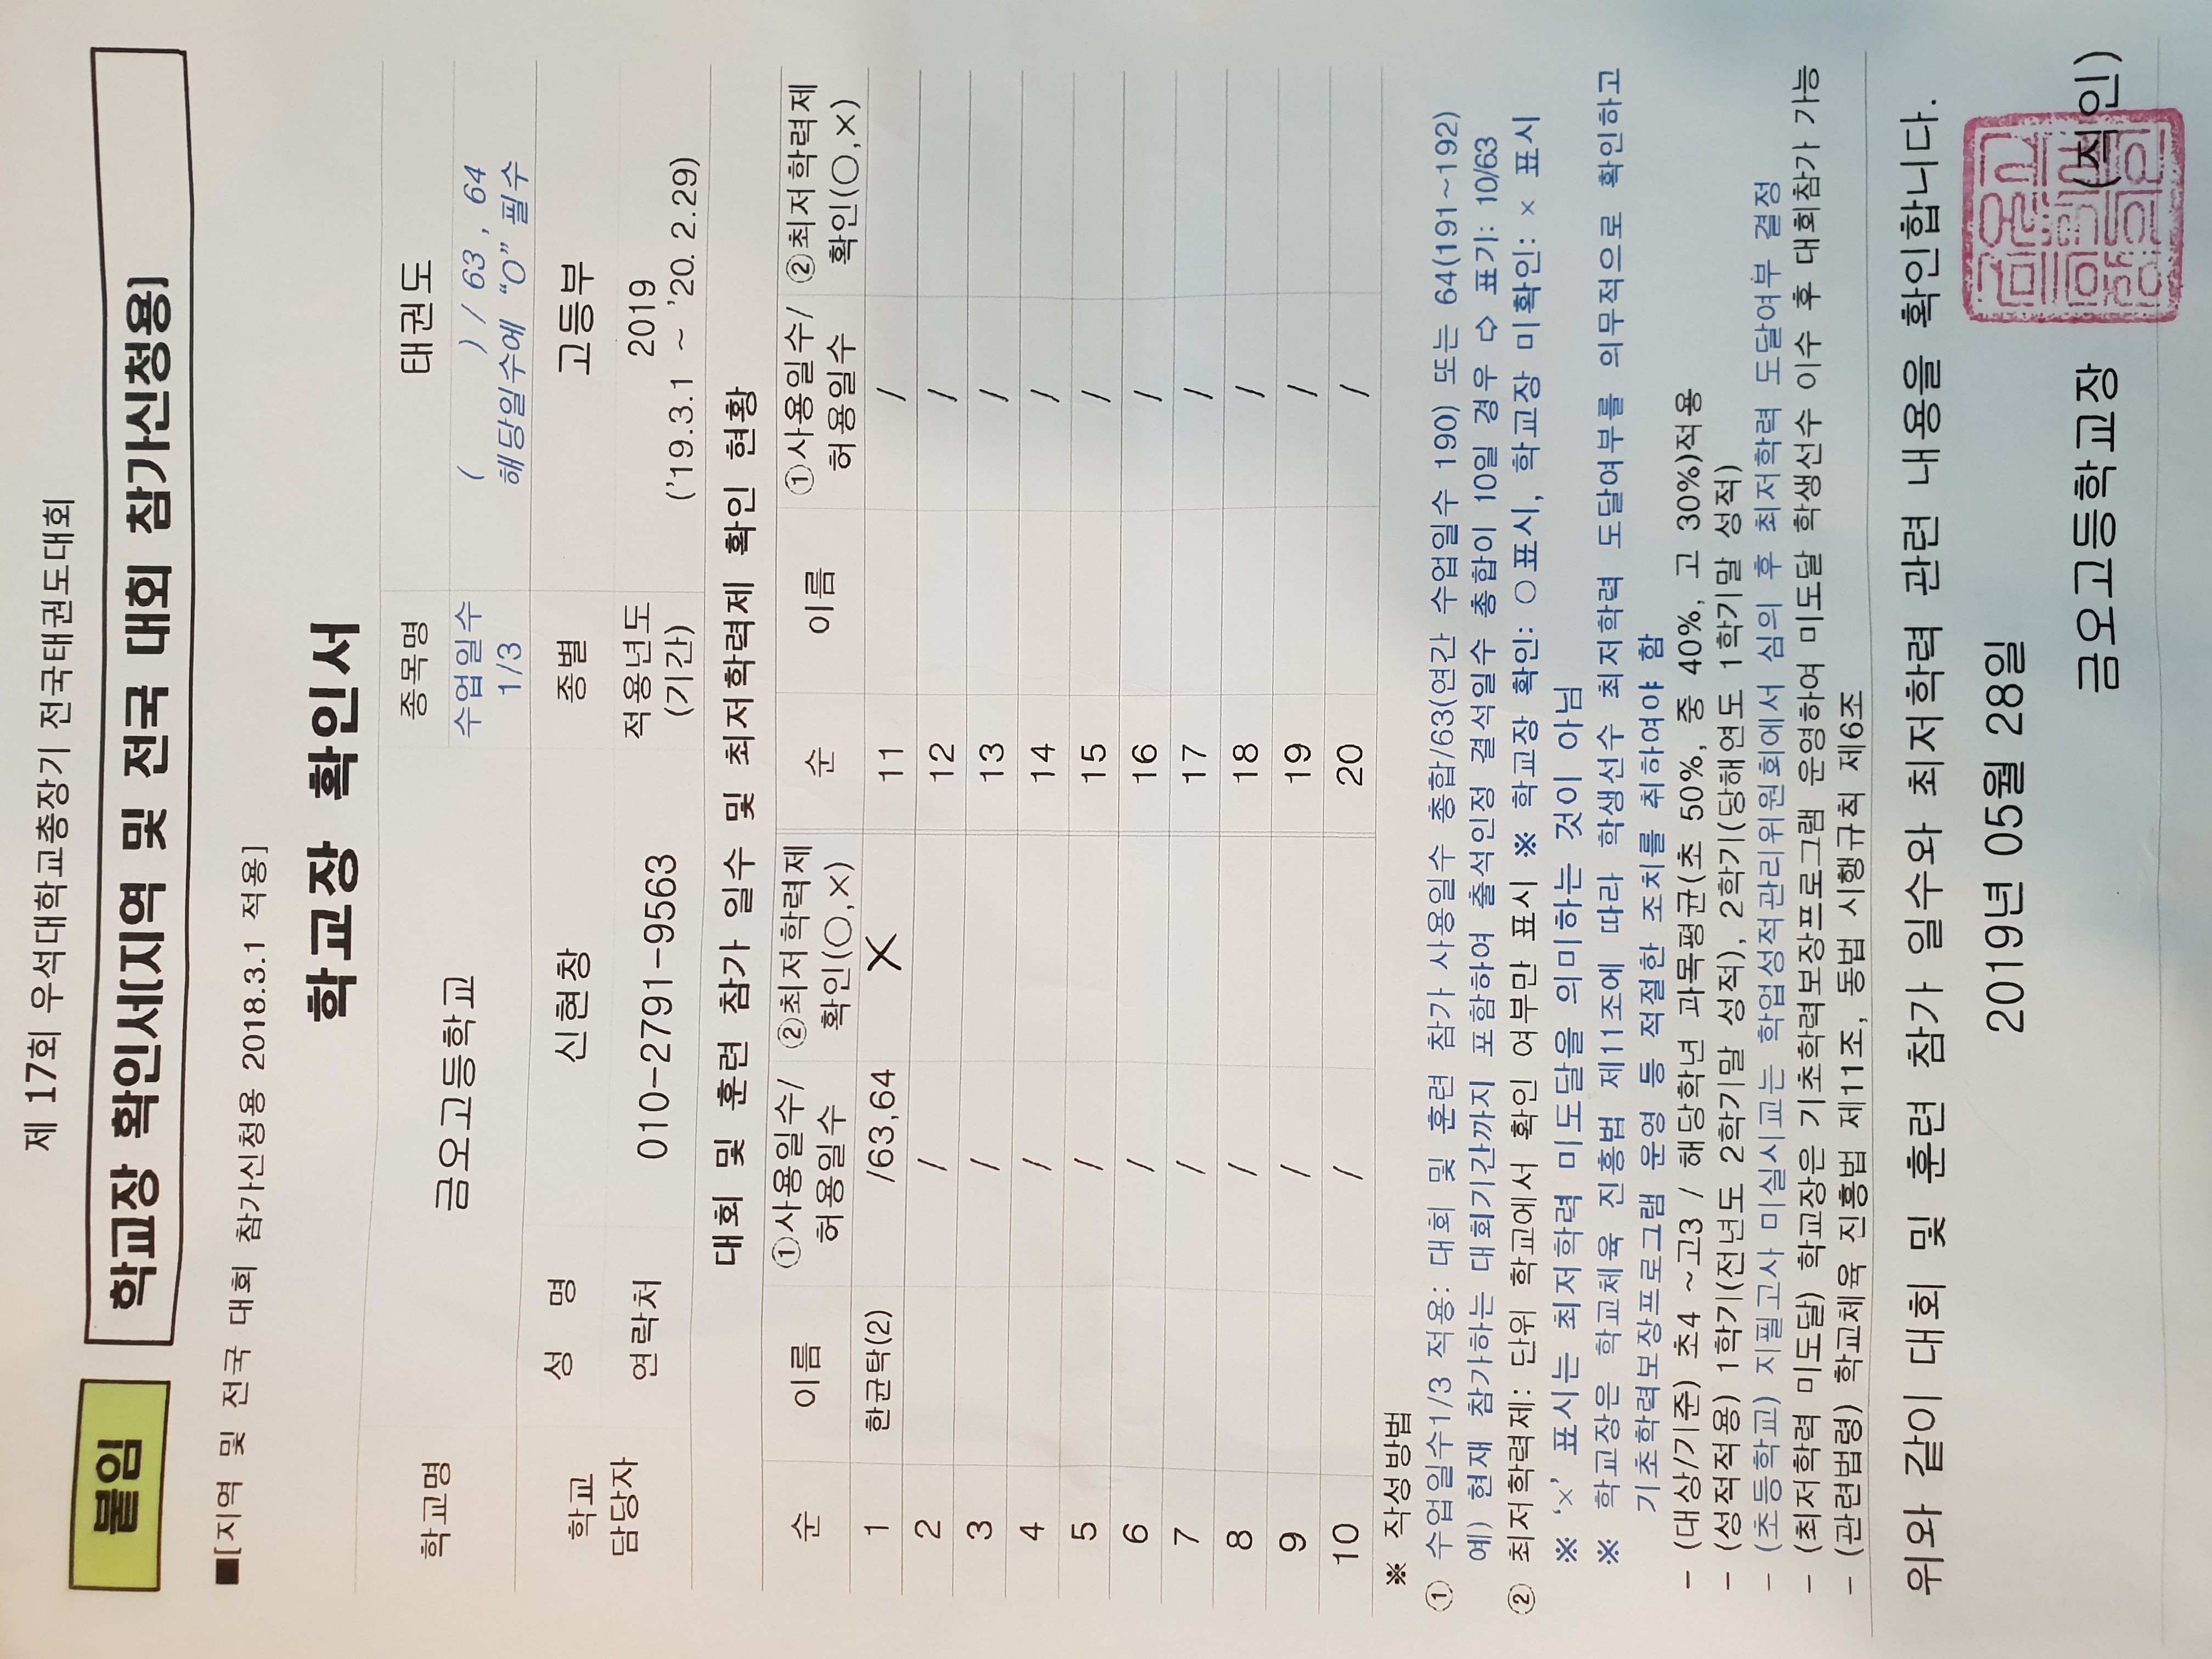 제 17회 우석대학교총장기 전국태권도대회
붙임 학교장 확인서(지역 및 전국 대회 참가신청용)
■[지역 및 전국 대회 참가신청용 2018.3.1 적용]
학교장 확인서
학교명 금오고등학교 종목명 태권도
수업일수 1/3 ( ) / 63 , 64
해당일수에 "O" 필수
학교 담당자 성 명 신현창 종별 고등부
연락처 010-2791-9563 적용년도 (기간) 2019
('19.3.1 ~ '20. 2.29)
대회 및 훈련 참가 일수 및 최저학력제 확인 현황
순 이름 ①사용일수/ 허용일수 ②최저학력제 확인(○,×) 순 이름 ①사용일수/ 허용일수 ②최저학력제 확인(○,×)
1 한균탁(2) /63,64 X 11 /
2 / 12 /
3 / 13 /
4 / 14 /
5 / 15 /
6 / 16 /
7 / 17 /
8 / 18 /
9 / 19 /
10 / 20 /
※ 작성방법
① 수업일수1/3 적용: 대회 및 훈련 참가 사용일수 총합/63(연간 수업일수 190) 또는 64(191~192)
예) 현재 참가하는 대회기간까지 포함하여 출석인정 결석일수 총합이 10일 경우 ⇨ 표기: 10/63
② 최저학력제: 단위 학교에서 확인 여부만 표시 ※ 학교장 확인: ○표시, 학교장 미확인: × 표시
※ '×' 표시는 최저학력 미도달을 의미하는 것이 아님
※ 학교장은 학교체육 진흥법 제11조에 따라 학생선수 최저학력 도달여부를 의무적으로 확인하고
기초학력보장프로그램 운영 등 적절한 조치를 취하여야 함
- (대상/기준) 초4 ~고3 / 해당학년 과목평균(초 50%, 중 40%, 고 30%)적용
- (성적적용) 1학기(전년도 2학기말 성적), 2학기(당해연도 1학기말 성적)
- (초등학교) 지필고사 미실시교는 학업성적관리위원회에서 심의 후 최저학력 도달여부 결정
- (최저학력 미도달) 학교장은 기초학력보장프로그램 운영하여 미도달 학생선수 이수 후 대회참가 가능
- (관련법령) 학교체육 진흥법 제11조, 동법 시행규칙 제6조
위와 같이 대회 및 훈련 참가 일수와 최저학력 관련 내용을 확인합니다.
2019년 05월 28일
금오고등학교장 (직인)